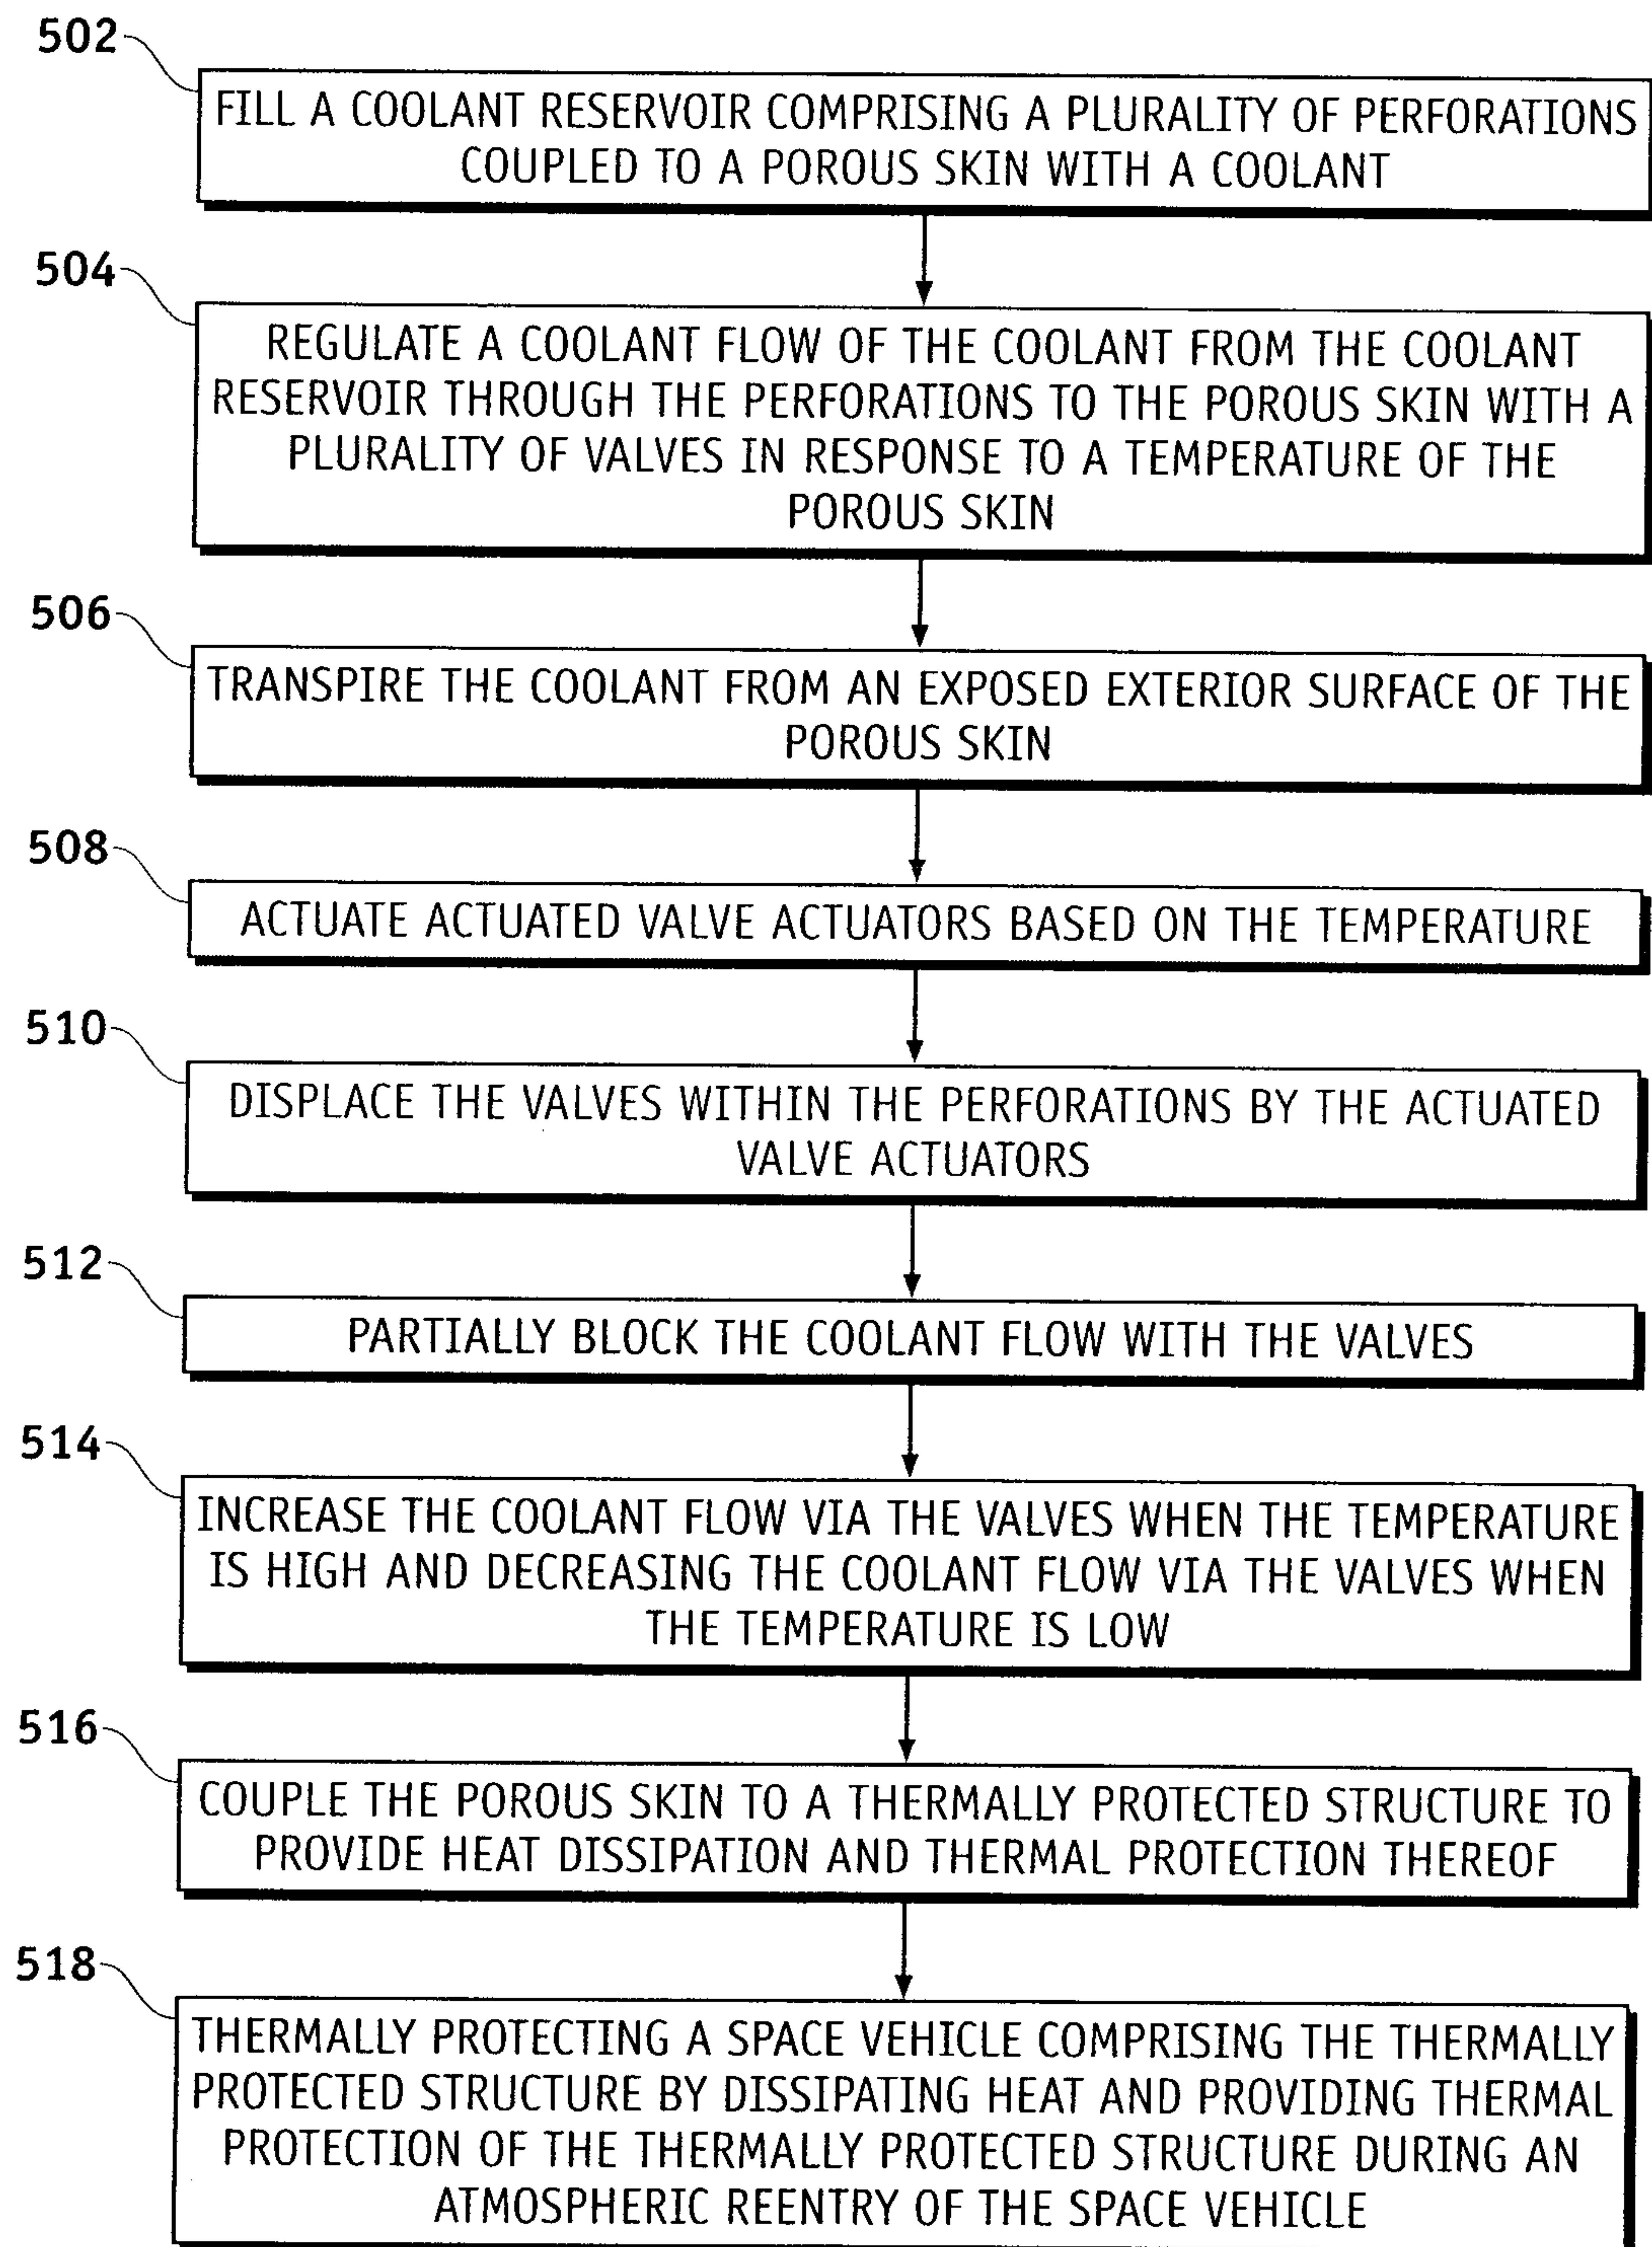 502
FILL A COOLANT RESERVOIR COMPRISING A PLURALITY OF PERFORATIONS
COUPLED TO A POROUS SKIN WITH A COOLANT
504
REGULATE A COOLANT FLOW OF THE COOLANT FROM THE COOLANT
RESERVOIR THROUGH THE PERFORATIONS TO THE POROUS SKIN WITH A
PLURALITY OF VALVES IN RESPONSE TO A TEMPERATURE OF THE
POROUS SKIN
506
TRANSPIRE THE COOLANT FROM AN EXPOSED EXTERIOR SURFACE OF THE
POROUS SKIN
508
ACTUATE ACTUATED VALVE ACTUATORS BASED ON THE TEMPERATURE
510
DISPLACE THE VALVES WITHIN THE PERFORATIONS BY THE ACTUATED
VALVE ACTUATORS
512
PARTIALLY BLOCK THE COOLANT FLOW WITH THE VALVES
514
INCREASE THE COOLANT FLOW VIA THE VALVES WHEN THE TEMPERATURE
IS HIGH AND DECREASING THE COOLANT FLOW VIA THE VALVES WHEN
THE TEMPERATURE IS LOW
516
COUPLE THE POROUS SKIN TO A THERMALLY PROTECTED STRUCTURE TO
PROVIDE HEAT DISSIPATION AND THERMAL PROTECTION THEREOF
518
THERMALLY PROTECTING A SPACE VEHICLE COMPRISING THE THERMALLY
PROTECTED STRUCTURE BY DISSIPATING HEAT AND PROVIDING THERMAL
PROTECTION OF THE THERMALLY PROTECTED STRUCTURE DURING AN
ATMOSPHERIC REENTRY OF THE SPACE VEHICLE